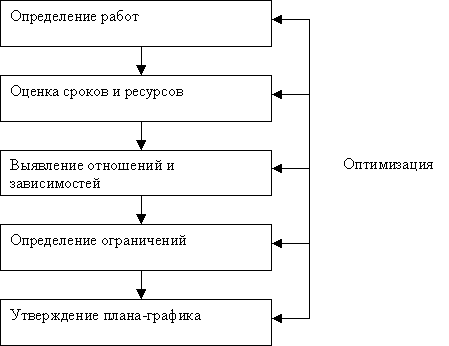 Определение работ
Оценка сроков и ресурсов
Выявление отношений и
зависимостей
Оптимизация
Определение ограничений
Утверждение плана-графика